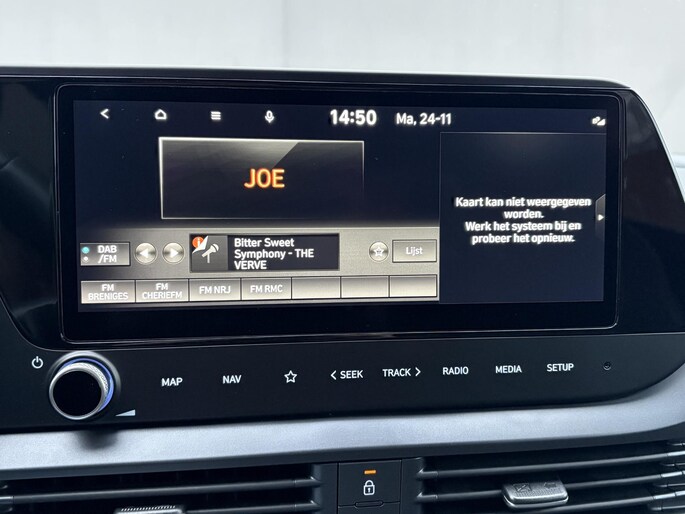 14:50 Ma, 24-11
JOE
Kaart kan niet weergegeven
worden.
Werk het systeem bij en
probeer het opnieuw.
DAB
/FM
Bitter Sweet
Symphony - THE
VERVE
Lijst
FM
BRENIGES
FM
CHERIEFM
FM NRJ
FM RMC
MAP NAV SEEK TRACK RADIO MEDIA SETUP